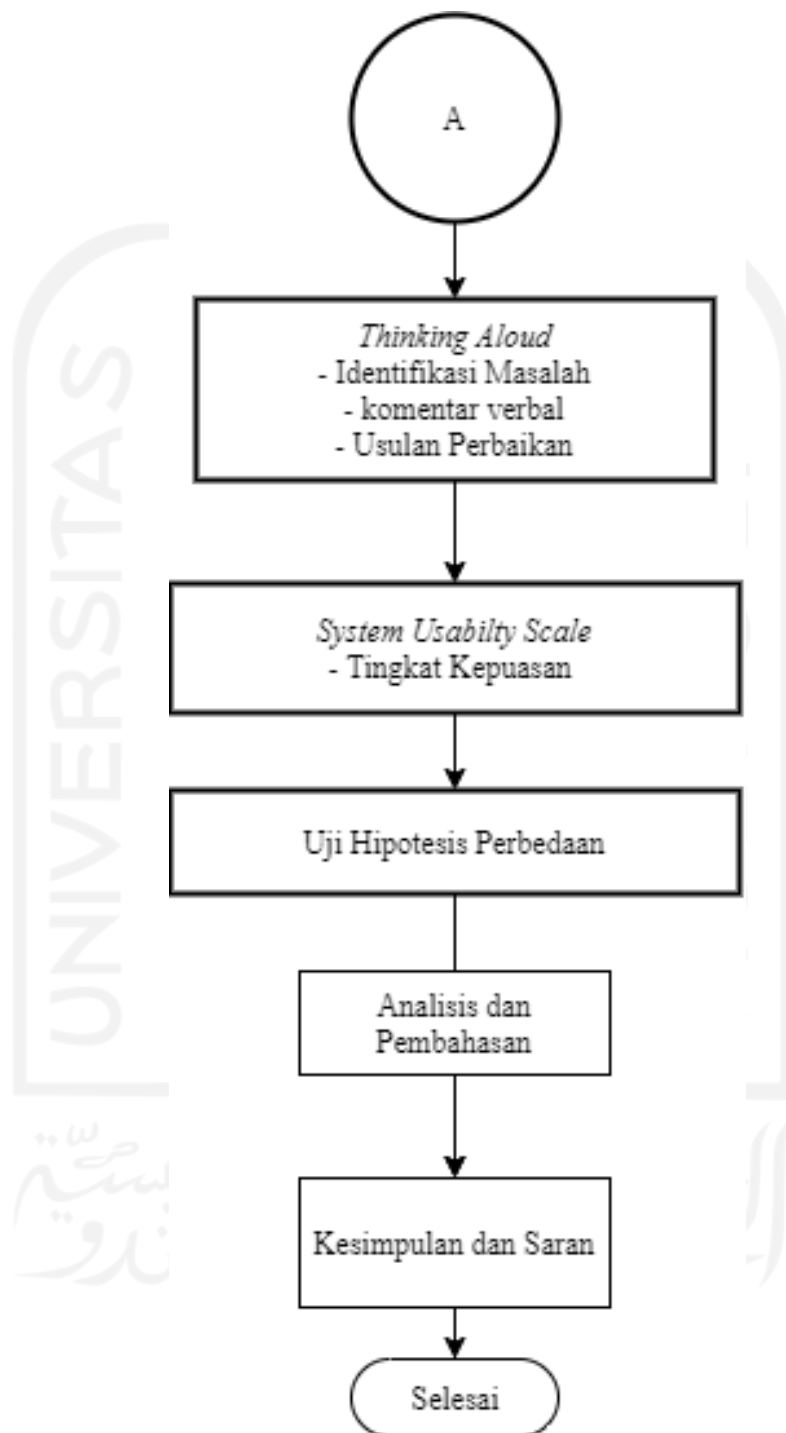 A
Thinking Aloud
- Identifikasi Masalah
- komentar verbal
- Usulan Perbaikan
System Usabilty Scale
- Tingkat Kepuasan
Uji Hipotesis Perbedaan
Analisis dan
Pembahasan
Kesimpulan dan Saran
Selesai
UNIVERSITAS